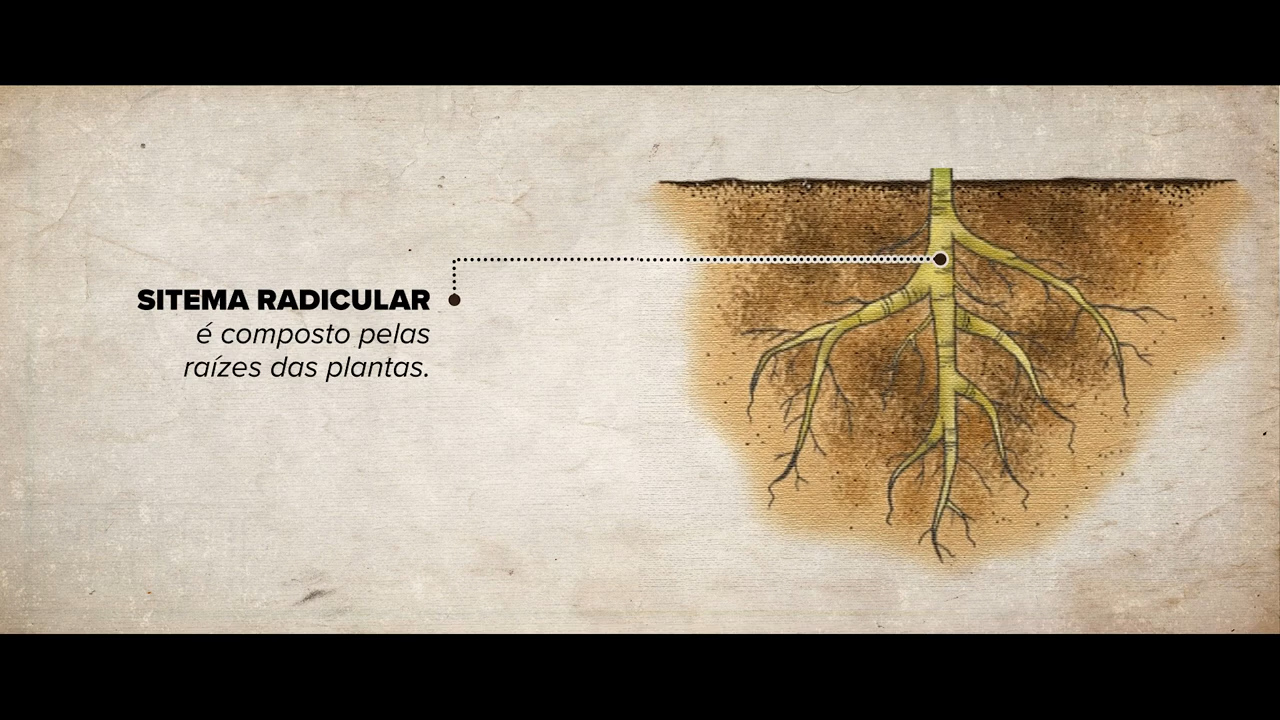 SITEMA RADICULAR
é composto pelas
raízes das plantas.